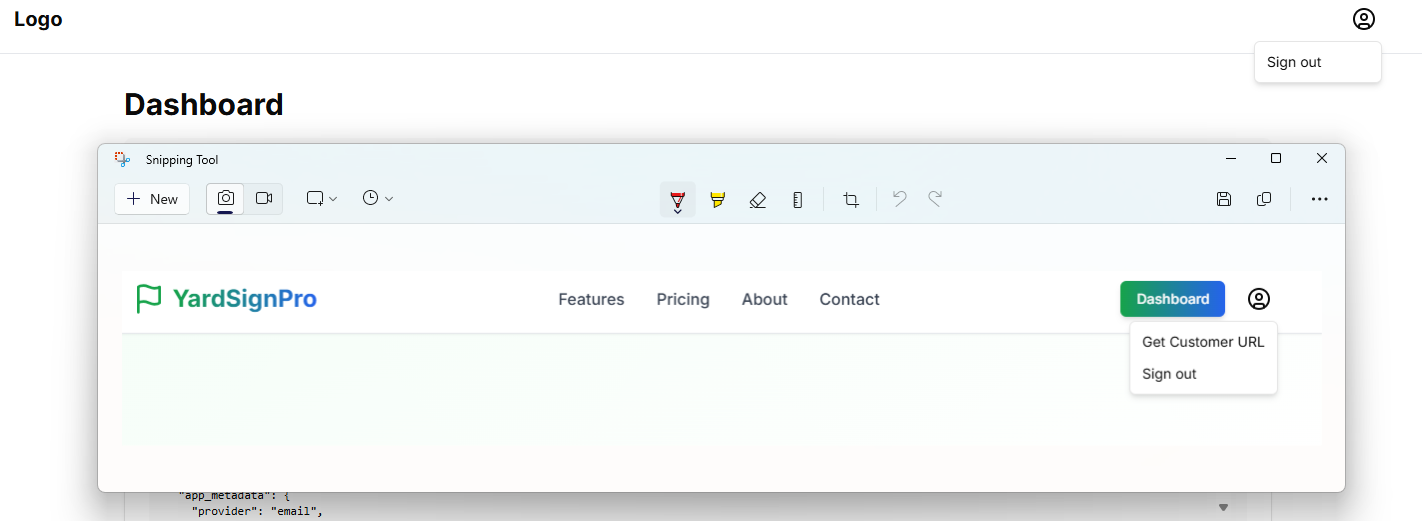 Logo
Sign out
Dashboard
Snipping Tool
New
YardSignPro
Features Pricing About Contact Dashboard
Get Customer URL
Sign out
"app_metadata": {
"provider": "email",